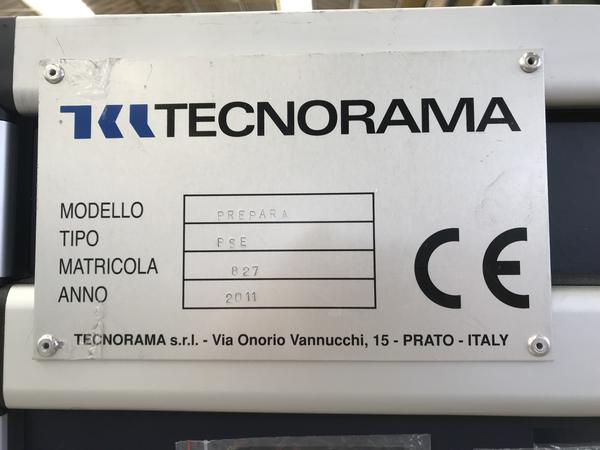 TECNORAMA
MODELLO PREPARA
TIPO PSE
MATRICOLA 827
ANNO 2011
CE
TECNORAMA s.r.l. - Via Onorio Vannucchi, 15 - PRATO - ITALY